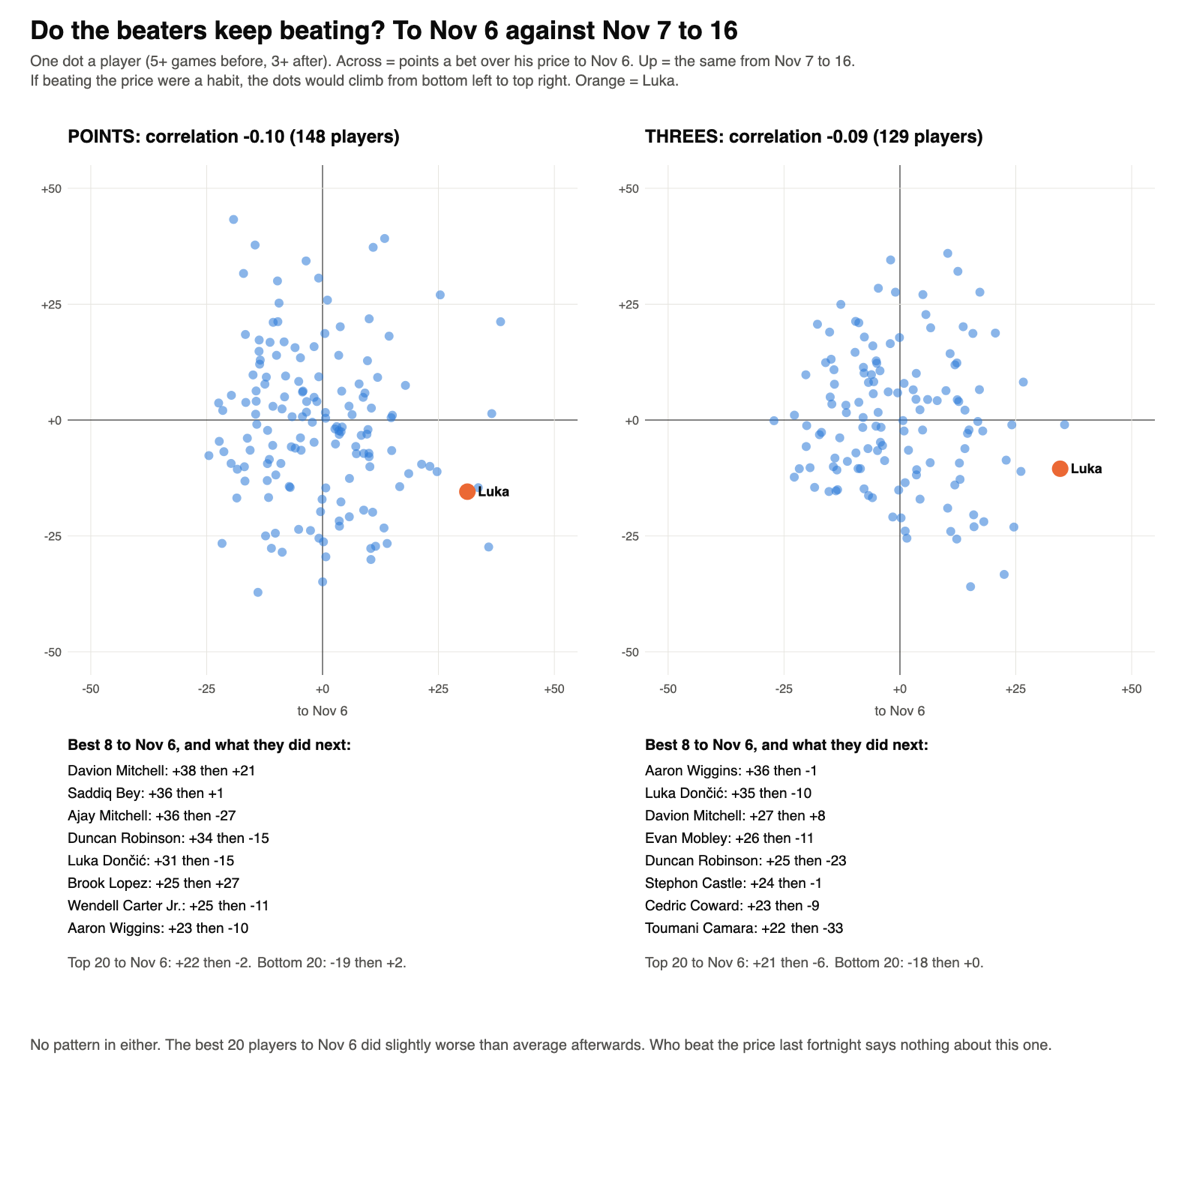 Do the beaters keep beating? To Nov 6 against Nov 7 to 16
One dot a player (5+ games before, 3+ after). Across = points a bet over his price to Nov 6. Up = the same from Nov 7 to 16.
If beating the price were a habit, the dots would climb from bottom left to top right. Orange = Luka.
POINTS: correlation -0.10 (148 players)
+50
+25
+0
-25
-50
Luka
-50 -25 +0 +25 +50
to Nov 6
THREES: correlation -0.09 (129 players)
+50
+25
+0
-25
-50
Luka
-50 -25 +0 +25 +50
to Nov 6
Best 8 to Nov 6, and what they did next:
Davion Mitchell: +38 then +21
Saddiq Bey: +36 then +1
Ajay Mitchell: +36 then -27
Duncan Robinson: +34 then -15
Luka Dončić: +31 then -15
Brook Lopez: +25 then +27
Wendell Carter Jr.: +25 then -11
Aaron Wiggins: +23 then -10
Top 20 to Nov 6: +22 then -2. Bottom 20: -19 then +2.
Best 8 to Nov 6, and what they did next:
Aaron Wiggins: +36 then -1
Luka Dončić: +35 then -10
Davion Mitchell: +27 then +8
Evan Mobley: +26 then -11
Duncan Robinson: +25 then -23
Stephon Castle: +24 then -1
Cedric Coward: +23 then -9
Toumani Camara: +22 then -33
Top 20 to Nov 6: +21 then -6. Bottom 20: -18 then +0.
No pattern in either. The best 20 players to Nov 6 did slightly worse than average afterwards. Who beat the price last fortnight says nothing about this one.